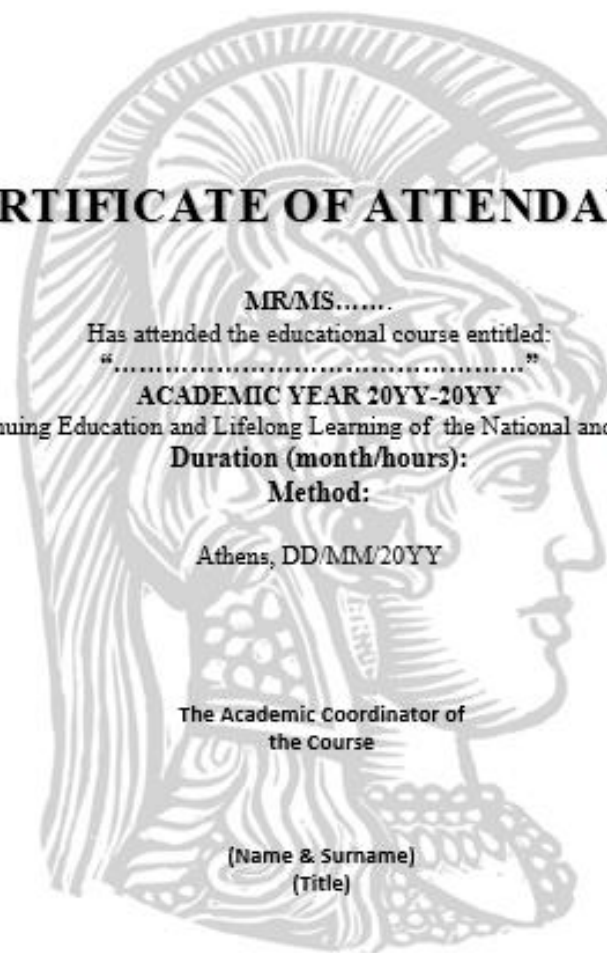 RTIFICATE OF ATTENDA
MR/MS…….
Has attended the educational course entitled:
“…………………………………………”
ACADEMIC YEAR 20YY-20YY
nuing Education and Lifelong Learning of the National and
Duration (month/hours):
Method:
Athens, DD/MM/20YY
The Academic Coordinator of
the Course
(Name & Surname)
(Title)